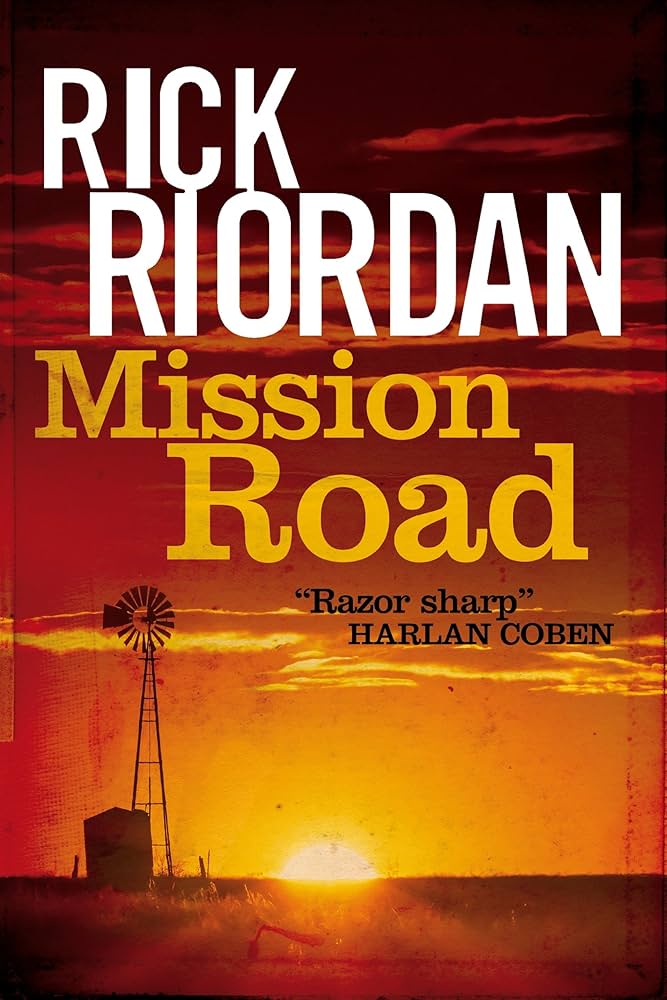 RICK
RIORDAN
Mission
Road
“Razor sharp”
HARLAN COBEN